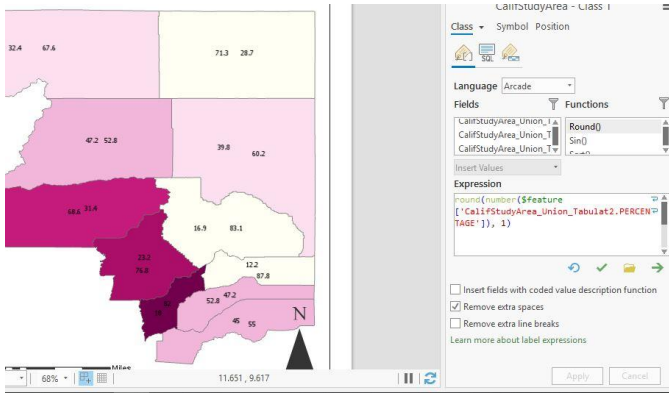 CalifStudyArea - Class 1
Class Symbol Position
SQL
Language Arcade
Fields Functions
CalifStudyArea_Union_T
CalifStudyArea_Union_T
CalifStudyArea_Union_T
Round()
Sin()
Sqrt()
Insert Values
Expression
round(number($feature
['CalifStudyArea_Union_Tabulat2.PERCEN
TAGE']), 1)
Insert fields with coded value description function
Remove extra spaces
Remove extra line breaks
Learn more about label expressions
Apply Cancel
32.4 67.6
71.3 28.7
47.2 52.8
39.8
60.2
68.6 31.4
16.9 83.1
23.2
76.8
12.2
87.8
52.8 47.2
45 55
N
Miles
68%
11.651 , 9.617